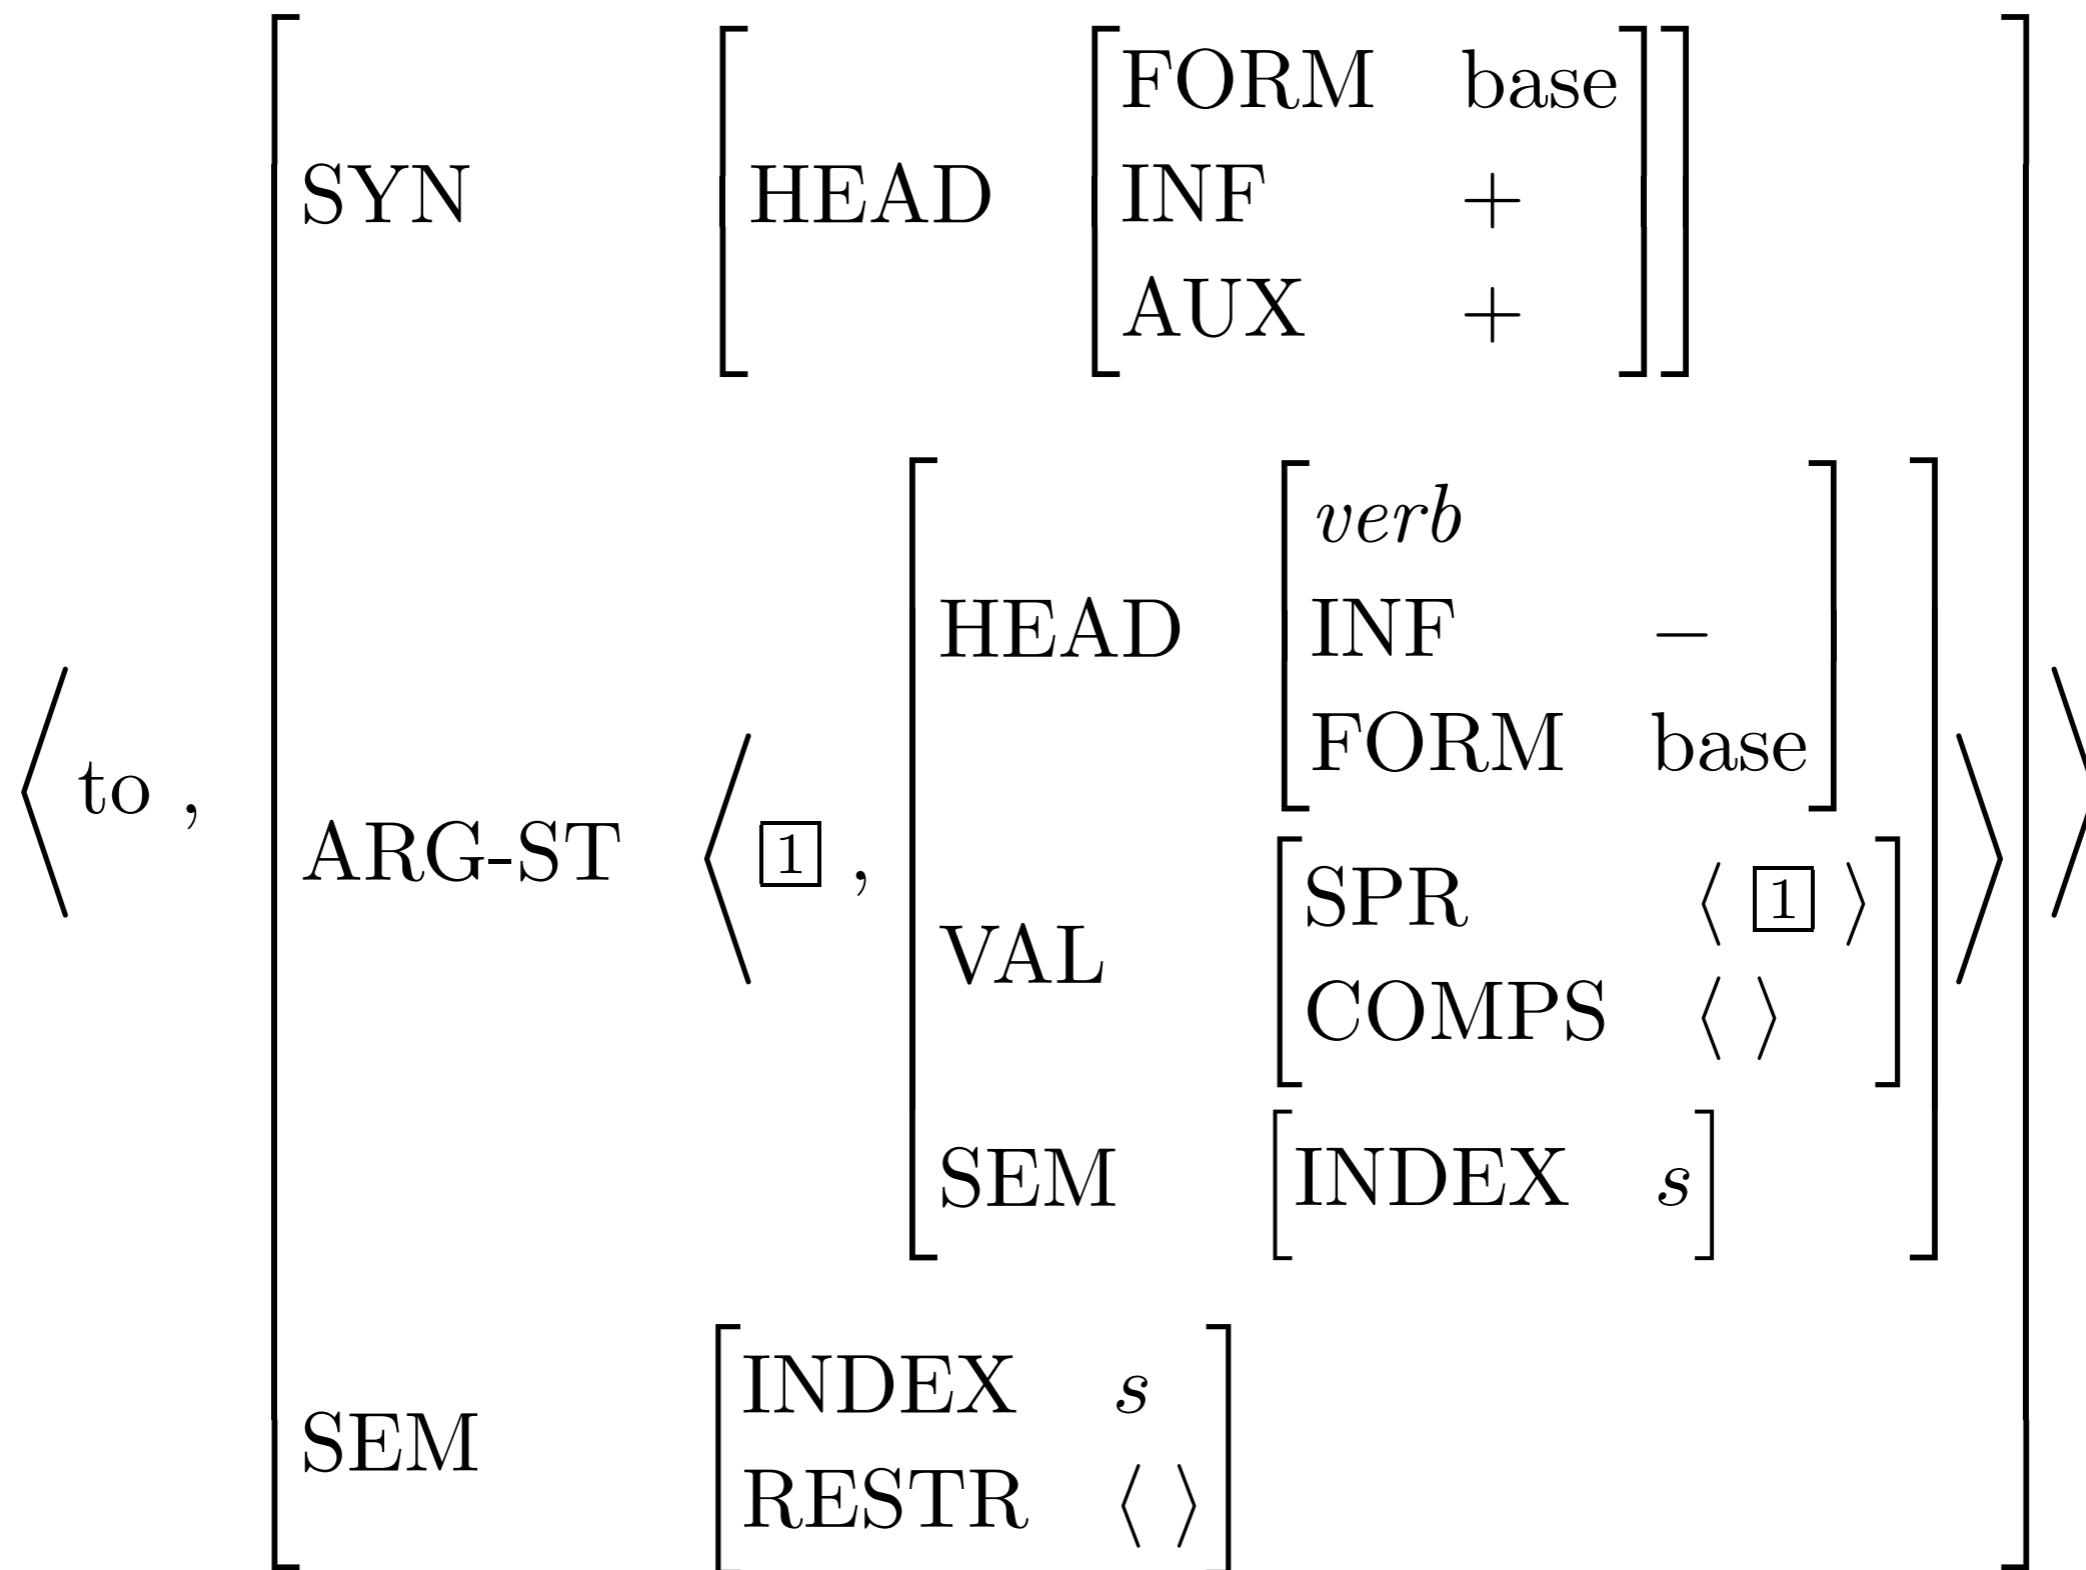 FORM base
SYN HEAD INF +
AUX +
verb
HEAD INF −
FORM base
⟨ to , ARG-ST ⟨ 1 , SPR ⟨ 1 ⟩ ⟩ ⟩
VAL
COMPS ⟨ ⟩
SEM [INDEX s]
INDEX s
SEM
RESTR ⟨ ⟩